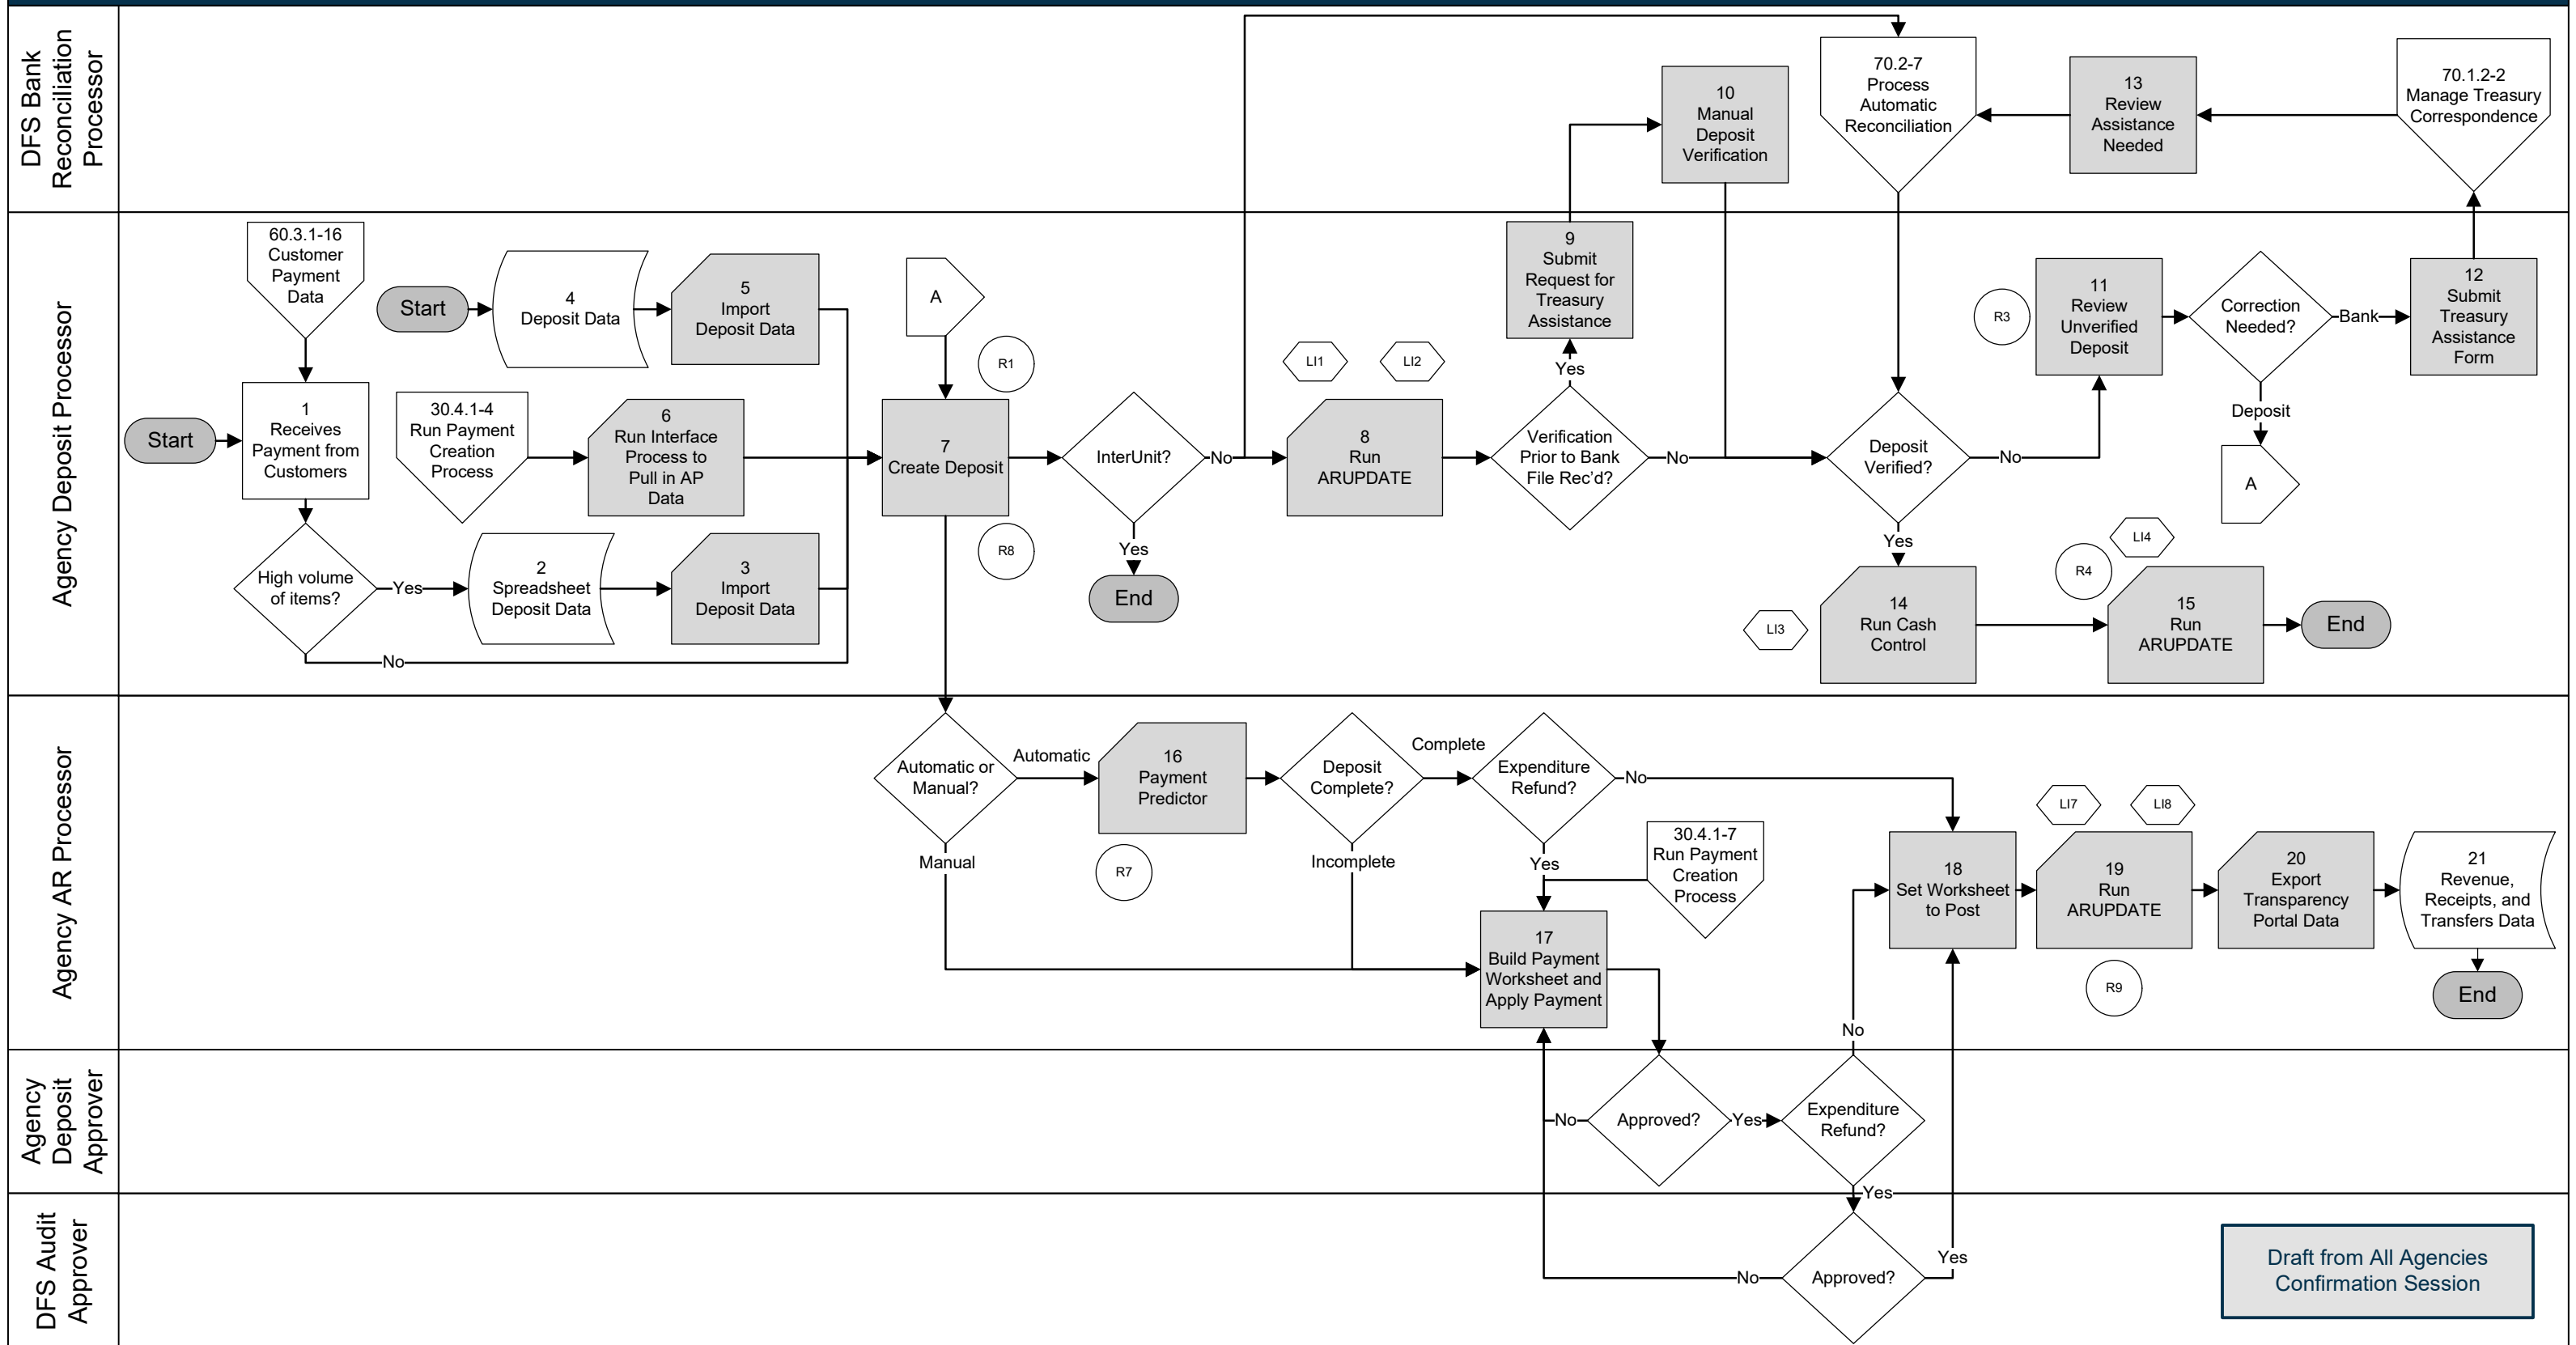 DFS Bank
Reconciliation
Processor
70.2-7
Process
Automatic
Reconciliation
10
Manual
Deposit
Verification
13
Review
Assistance
Needed
70.1.2-2
Manage Treasury
Correspondence
Agency Deposit Processor
60.3.1-16
Customer
Payment
Data
Start
4
Deposit Data
5
Import
Deposit Data
A
R1
Start
1
Receives
Payment from
Customers
30.4.1-4
Run Payment
Creation
Process
6
Run Interface
Process to
Pull in AP
Data
7
Create Deposit
R8
InterUnit?
No
Yes
End
High volume
of items?
Yes
No
2
Spreadsheet
Deposit Data
3
Import
Deposit Data
LI1
LI2
8
Run
ARUPDATE
9
Submit
Request for
Treasury
Assistance
Yes
Verification
Prior to Bank
File Rec’d?
No
Deposit
Verified?
No
Yes
R3
11
Review
Unverified
Deposit
Correction
Needed?
Bank
Deposit
A
12
Submit
Treasury
Assistance
Form
LI3
14
Run Cash
Control
R4
LI4
15
Run
ARUPDATE
End
Agency AR Processor
Automatic or
Manual?
Automatic
Manual
16
Payment
Predictor
R7
Deposit
Complete?
Complete
Incomplete
Expenditure
Refund?
No
Yes
30.4.1-7
Run Payment
Creation
Process
17
Build Payment
Worksheet and
Apply Payment
18
Set Worksheet
to Post
LI7
LI8
19
Run
ARUPDATE
R9
20
Export
Transparency
Portal Data
21
Revenue,
Receipts, and
Transfers Data
End
Agency
Deposit
Approver
No
Approved?
Yes
Expenditure
Refund?
No
Yes
DFS Audit
Approver
No
Approved?
Yes
Draft from All Agencies
Confirmation Session